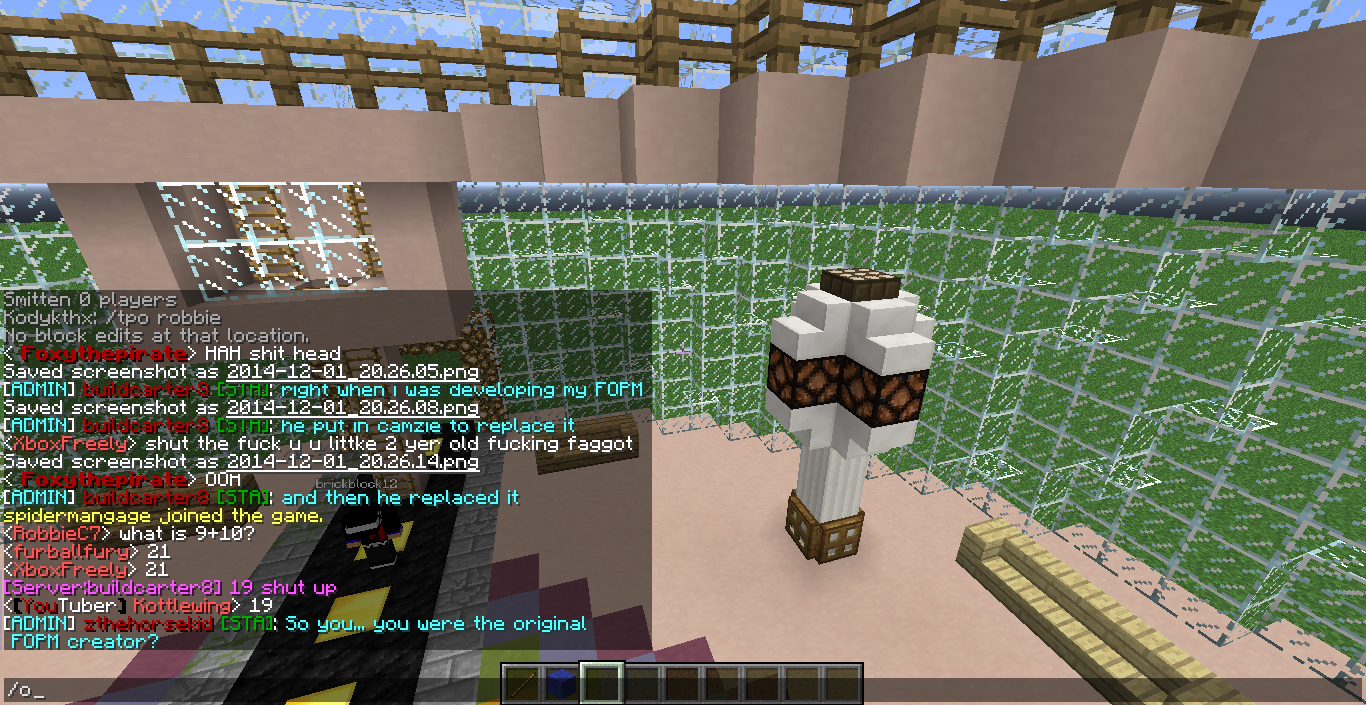 Smitten 0 players
Kodykthx: /tpo robbie
No block edits at that location.
< Foxythepirate> HAH shit head
Saved screenshot as 2014-12-01_20.26.05.png
[ADMIN] buildcarter8 [STA]: right when i was developing my FOPM
Saved screenshot as 2014-12-01_20.26.08.png
[ADMIN] buildcarter8 [STA]: he put in canzie to replace it
<XboxFreely> shut the fuck u u littke 2 yer old fucking faggot
Saved screenshot as 2014-12-01_20.26.14.png
< Foxythepirate> OOH
brickblock12
[ADMIN] buildcarter8 [STA]: and then he replaced it
spidermangage joined the game.
<RobbieC7> what is 9+10?
<furballfury> 21
<XboxFreely> 21
[Server:buildcarter8] 19 shut up
<[YouTuber] Kottlewing> 19
[ADMIN] zthehorsekid [STA]: So you... you were the original
FOPM creator?
/o_